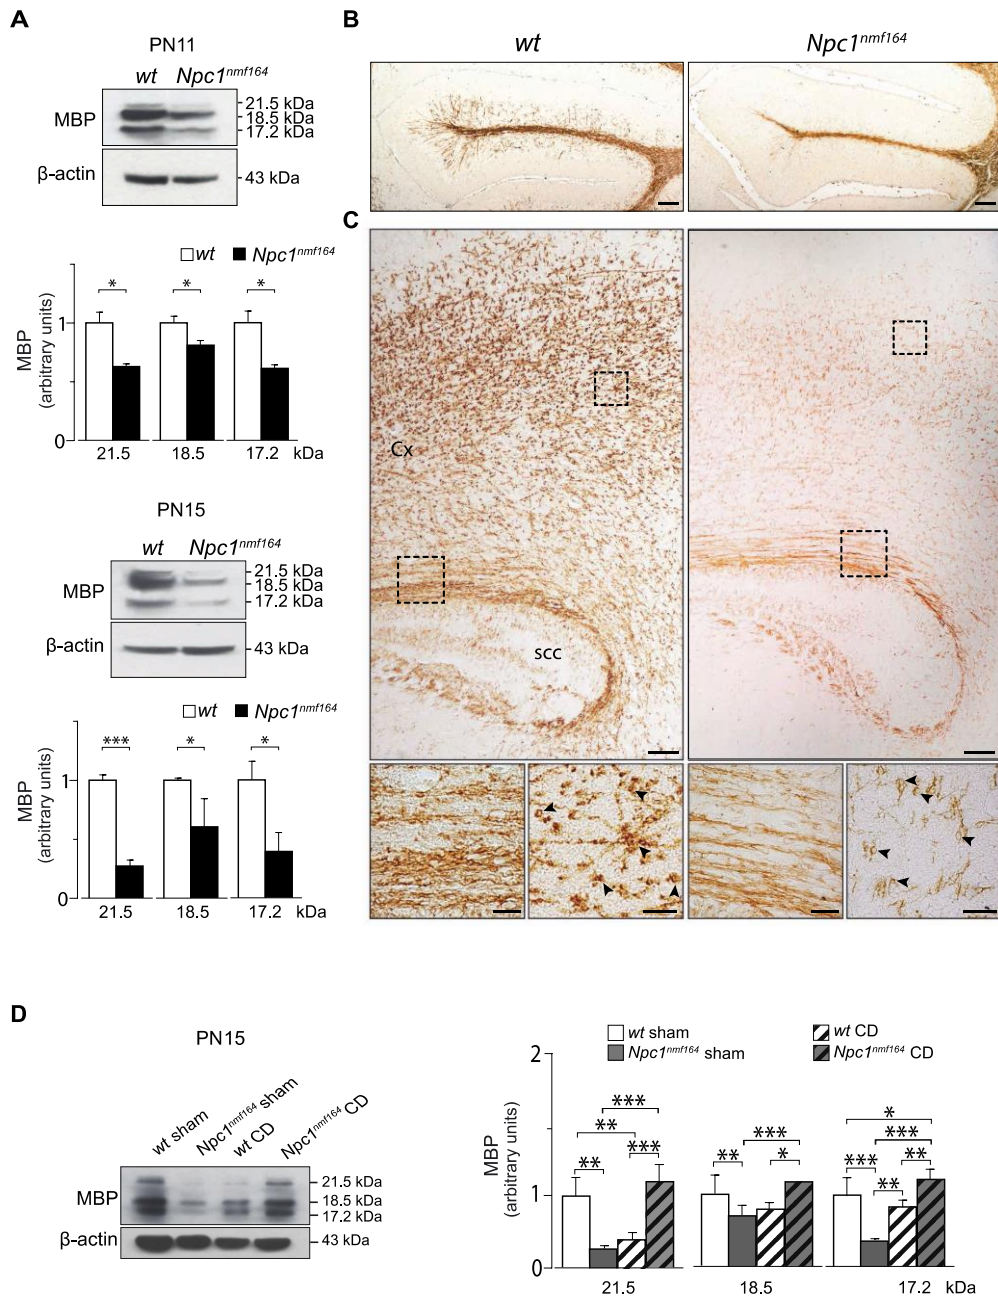 A
PN11
wt Npc1nmf164
MBP
21.5 kDa
18.5 kDa
17.2 kDa
β-actin
43 kDa
wt Npc1nmf164
MBP
(arbitrary units)
1
0
* * *
21.5 18.5 17.2 kDa
PN15
wt Npc1nmf164
MBP
21.5 kDa
18.5 kDa
17.2 kDa
β-actin
43 kDa
wt Npc1nmf164
MBP
(arbitrary units)
1
0
*** * *
21.5 18.5 17.2 kDa
B
wt Npc1nmf164
C
Cx
scc
D
PN15
wt sham
Npc1nmf164 sham
wt CD
Npc1nmf164 CD
MBP
21.5 kDa
18.5 kDa
17.2 kDa
β-actin
43 kDa
wt sham wt CD
Npc1nmf164 sham Npc1nmf164 CD
MBP
(arbitrary units)
2
1
0
***
**
***
**
***
**
*
*
***
**
***
**
21.5 18.5 17.2 kDa